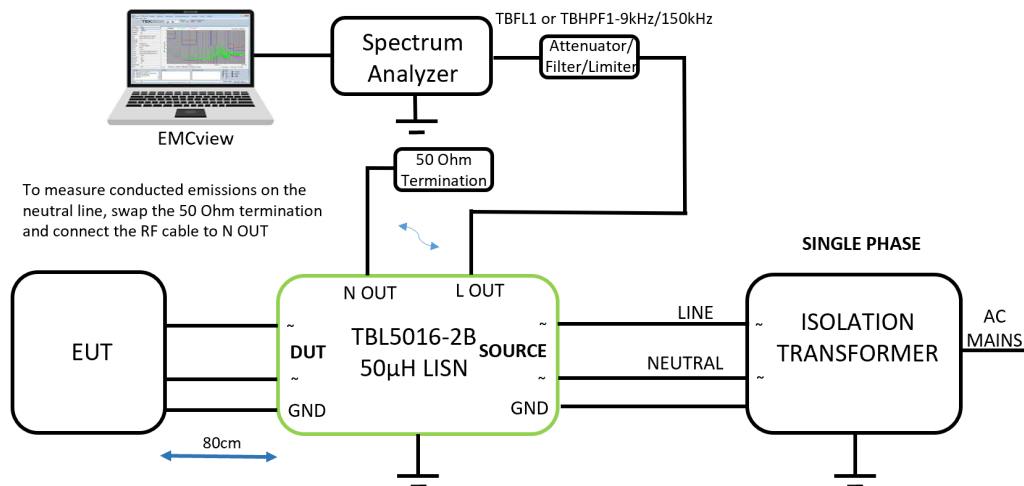 TBFL1 or TBHPF1-9kHz/150kHz
Spectrum
Analyzer
Attenuator/
Filter/Limiter
EMCview
50 Ohm
Termination
To measure conducted emissions on the
neutral line, swap the 50 Ohm termination
and connect the RF cable to N OUT
SINGLE PHASE
N OUT
L OUT
EUT
~
DUT
~
GND
TBL5016-2B
50µH LISN
~
SOURCE
~
GND
LINE
NEUTRAL
~
~
ISOLATION
TRANSFORMER
AC
MAINS
80cm